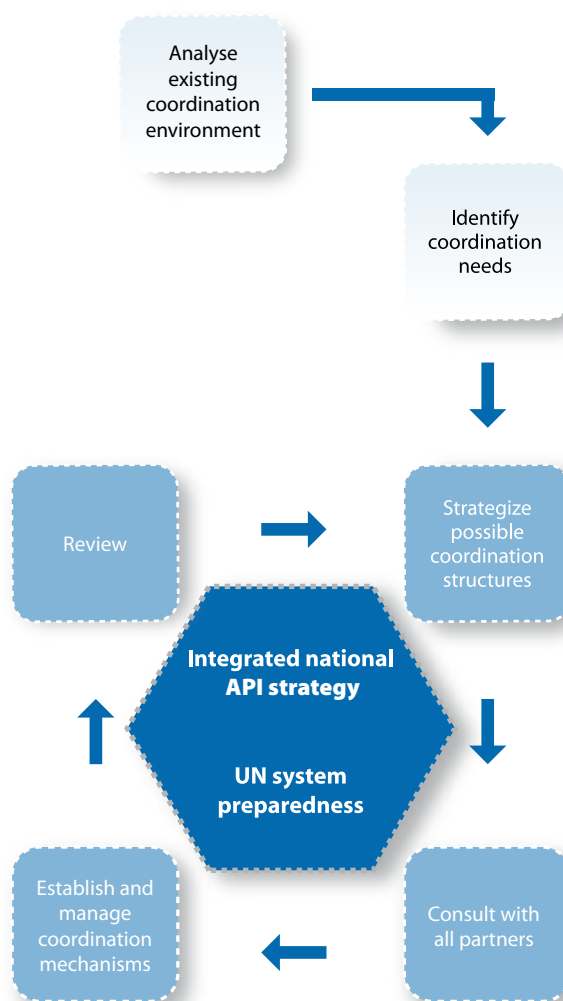 Analyse
existing
coordination
environment
Identify
coordination
needs
Strategize
possible
coordination
structures
Review
Integrated national
API strategy
UN system
preparedness
Establish and
manage
coordination
mechanisms
Consult with
all partners